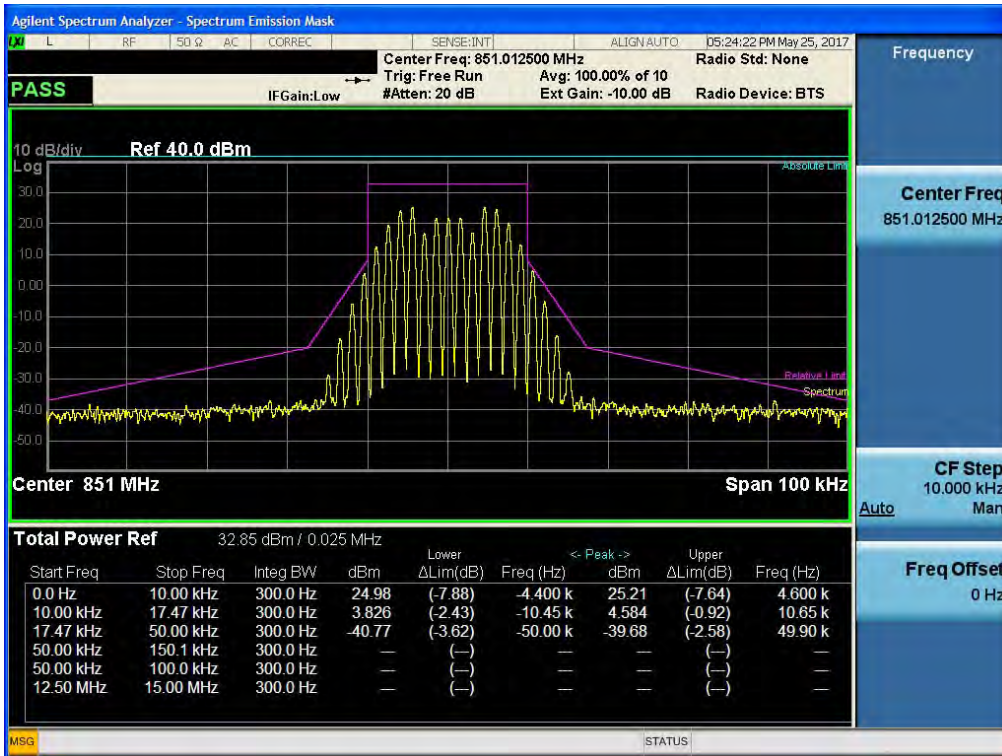 Agilent Spectrum Analyzer - Spectrum Emission Mask
LXI L RF 50 Ω AC CORREC SENSE:INT ALIGN AUTO 05:24:22 PM May 25, 2017
Center Freq: 851.012500 MHz Radio Std: None
Trig: Free Run Avg: 100.00% of 10
PASS IFGain:Low #Atten: 20 dB Ext Gain: -10.00 dB Radio Device: BTS
10 dB/div Ref 40.0 dBm
Log
Absolute Limit
30.0
20.0
10.0
0.00
-10.0
-20.0
-30.0
Relative Limit
Spectrum
-40.0
-50.0
Center 851 MHz Span 100 kHz
Total Power Ref 32.85 dBm / 0.025 MHz
Lower <- Peak -> Upper
Start Freq Stop Freq Integ BW dBm ΔLim(dB) Freq (Hz) dBm ΔLim(dB) Freq (Hz)
0.0 Hz 10.00 kHz 300.0 Hz 24.98 (-7.88) -4.400 k 25.21 (-7.64) 4.600 k
10.00 kHz 17.47 kHz 300.0 Hz 3.826 (-2.43) -10.45 k 4.584 (-0.92) 10.65 k
17.47 kHz 50.00 kHz 300.0 Hz -40.77 (-3.62) -50.00 k -39.68 (-2.58) 49.90 k
50.00 kHz 150.1 kHz 300.0 Hz --- (---) --- --- (---) ---
50.00 kHz 100.0 kHz 300.0 Hz --- (---) --- --- (---) ---
12.50 MHz 15.00 MHz 300.0 Hz --- (---) --- --- (---) ---
MSG STATUS
Frequency
Center Freq
851.012500 MHz
CF Step
10.000 kHz
Auto Man
Freq Offset
0 Hz